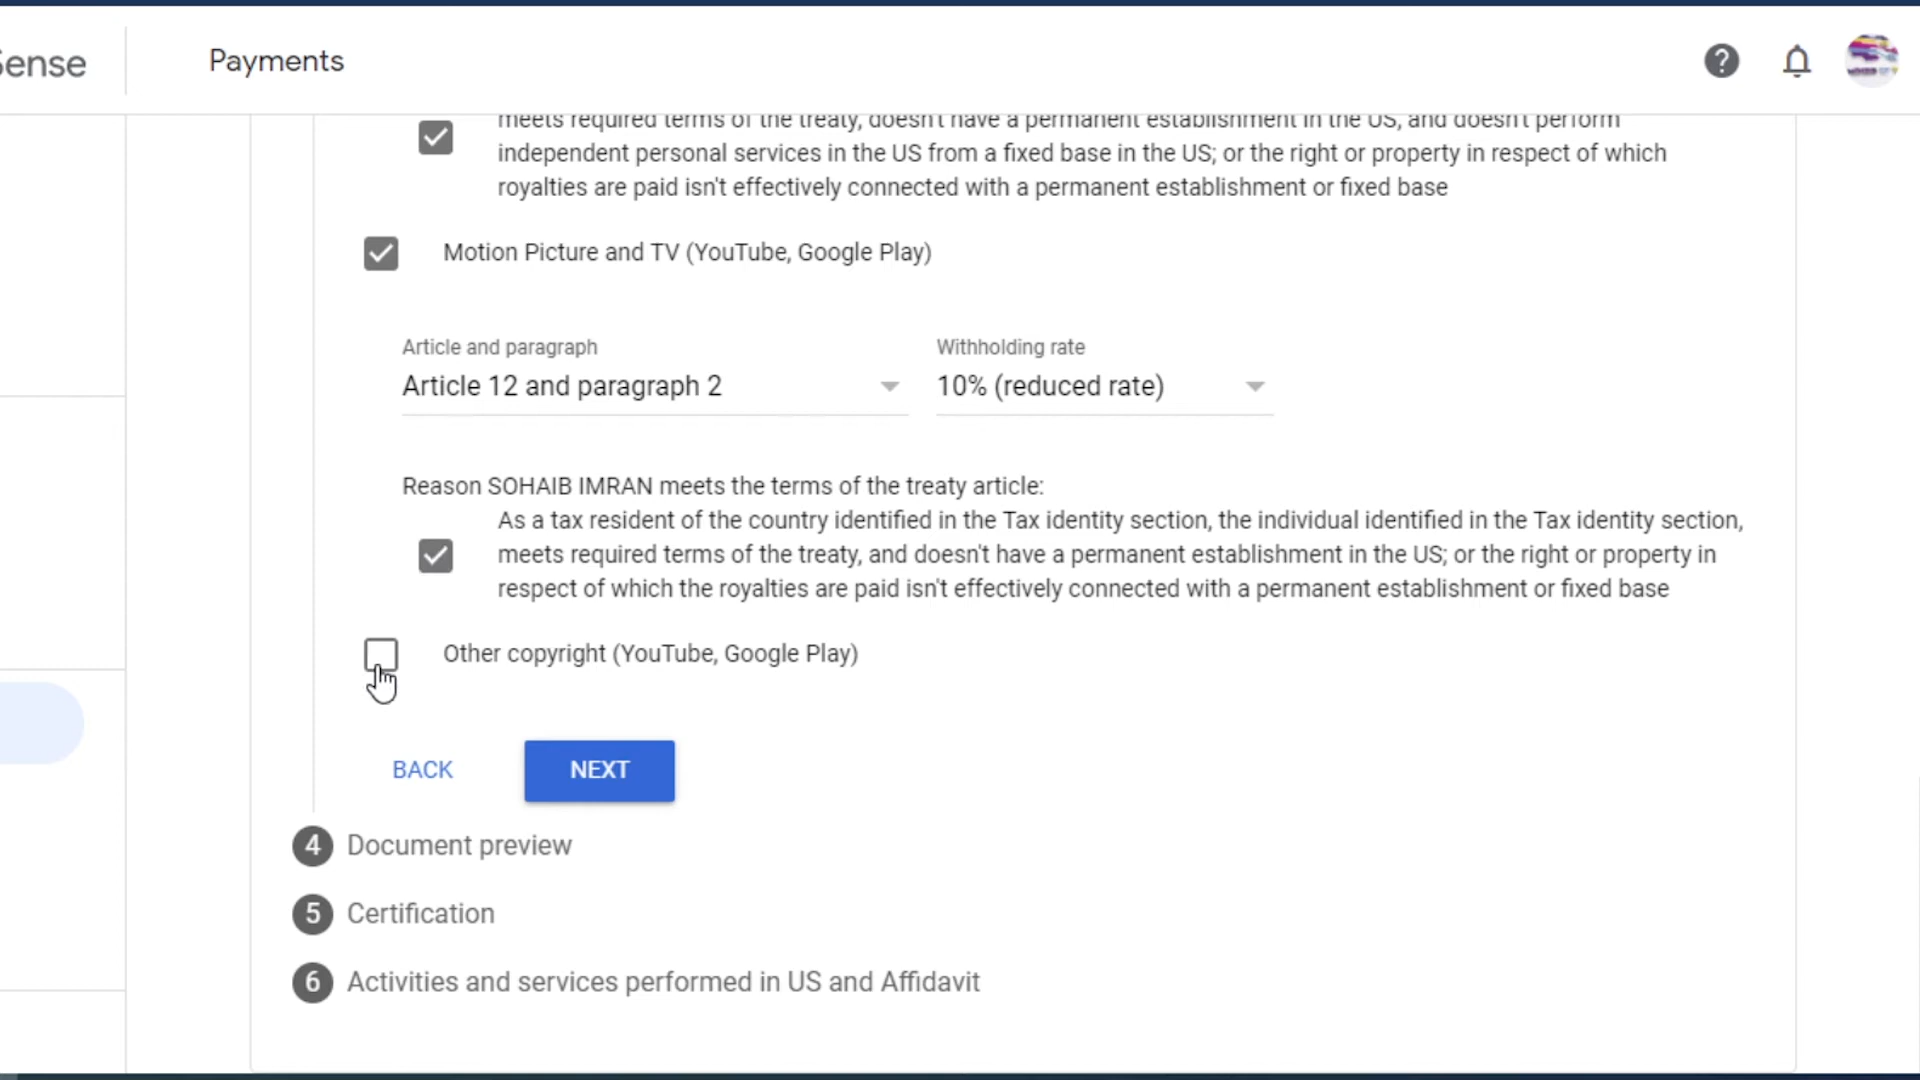 Sense
Payments
meets required terms of the treaty, doesn't have a permanent establishment in the US, and doesn't perform
independent personal services in the US from a fixed base in the US; or the right or property in respect of which
royalties are paid isn't effectively connected with a permanent establishment or fixed base
Motion Picture and TV (YouTube, Google Play)
Article and paragraph
Withholding rate
Article 12 and paragraph 2
10% (reduced rate)
Reason SOHAIB IMRAN meets the terms of the treaty article:
As a tax resident of the country identified in the Tax identity section, the individual identified in the Tax identity section,
meets required terms of the treaty, and doesn't have a permanent establishment in the US; or the right or property in
respect of which the royalties are paid isn't effectively connected with a permanent establishment or fixed base
Other copyright (YouTube, Google Play)
BACK
NEXT
4 Document preview
5 Certification
6 Activities and services performed in US and Affidavit